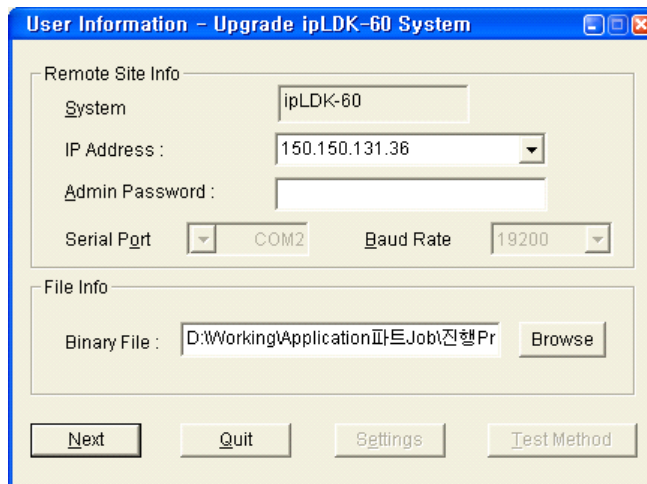 User Information - Upgrade ipLDK-60 System
Remote Site Info
System ipLDK-60
IP Address : 150.150.131.36
Admin Password :
Serial Port COM2 Baud Rate 19200
File Info
Binary File : D:\Working\Application파트Job\진행Pr Browse
Next Quit Settings Test Method